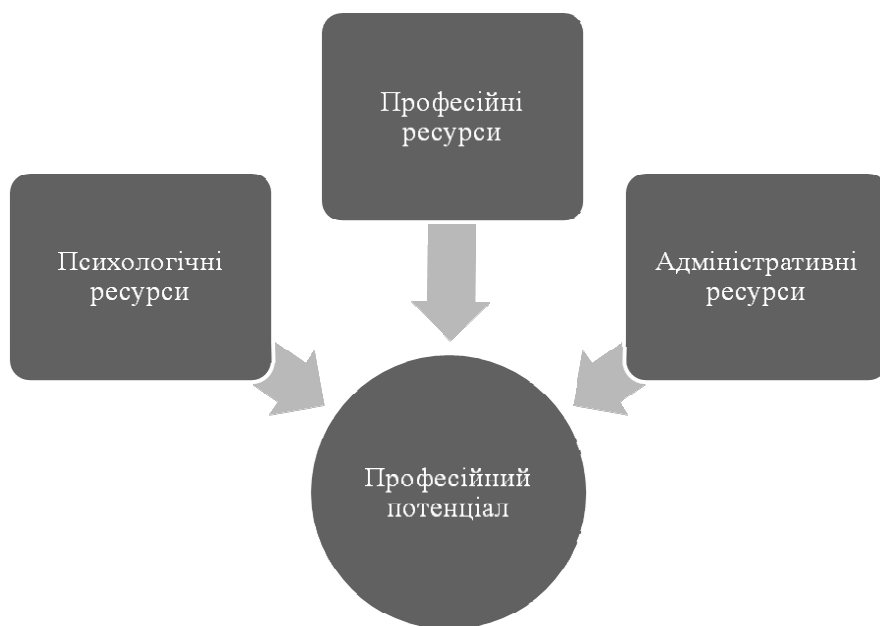 Професійні
ресурси
Психологічні
ресурси
Адміністративні
ресурси
Професійний
потенціал